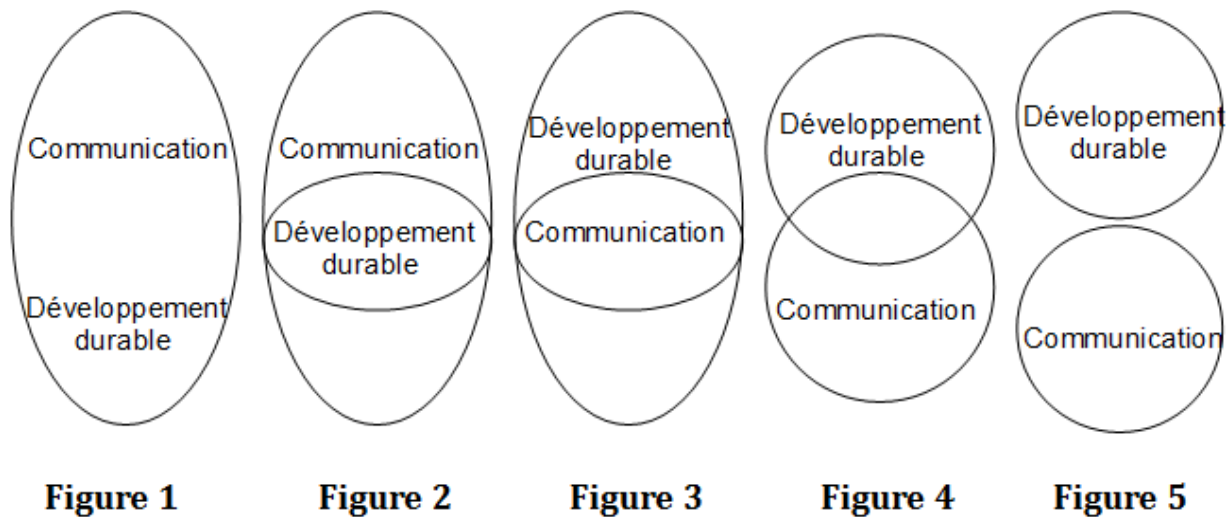 Communication
Développement
durable
Communication
Développement
durable
Développement
durable
Communication
Développement
durable
Communication
Développement
durable
Communication
Figure 1
Figure 2
Figure 3
Figure 4
Figure 5